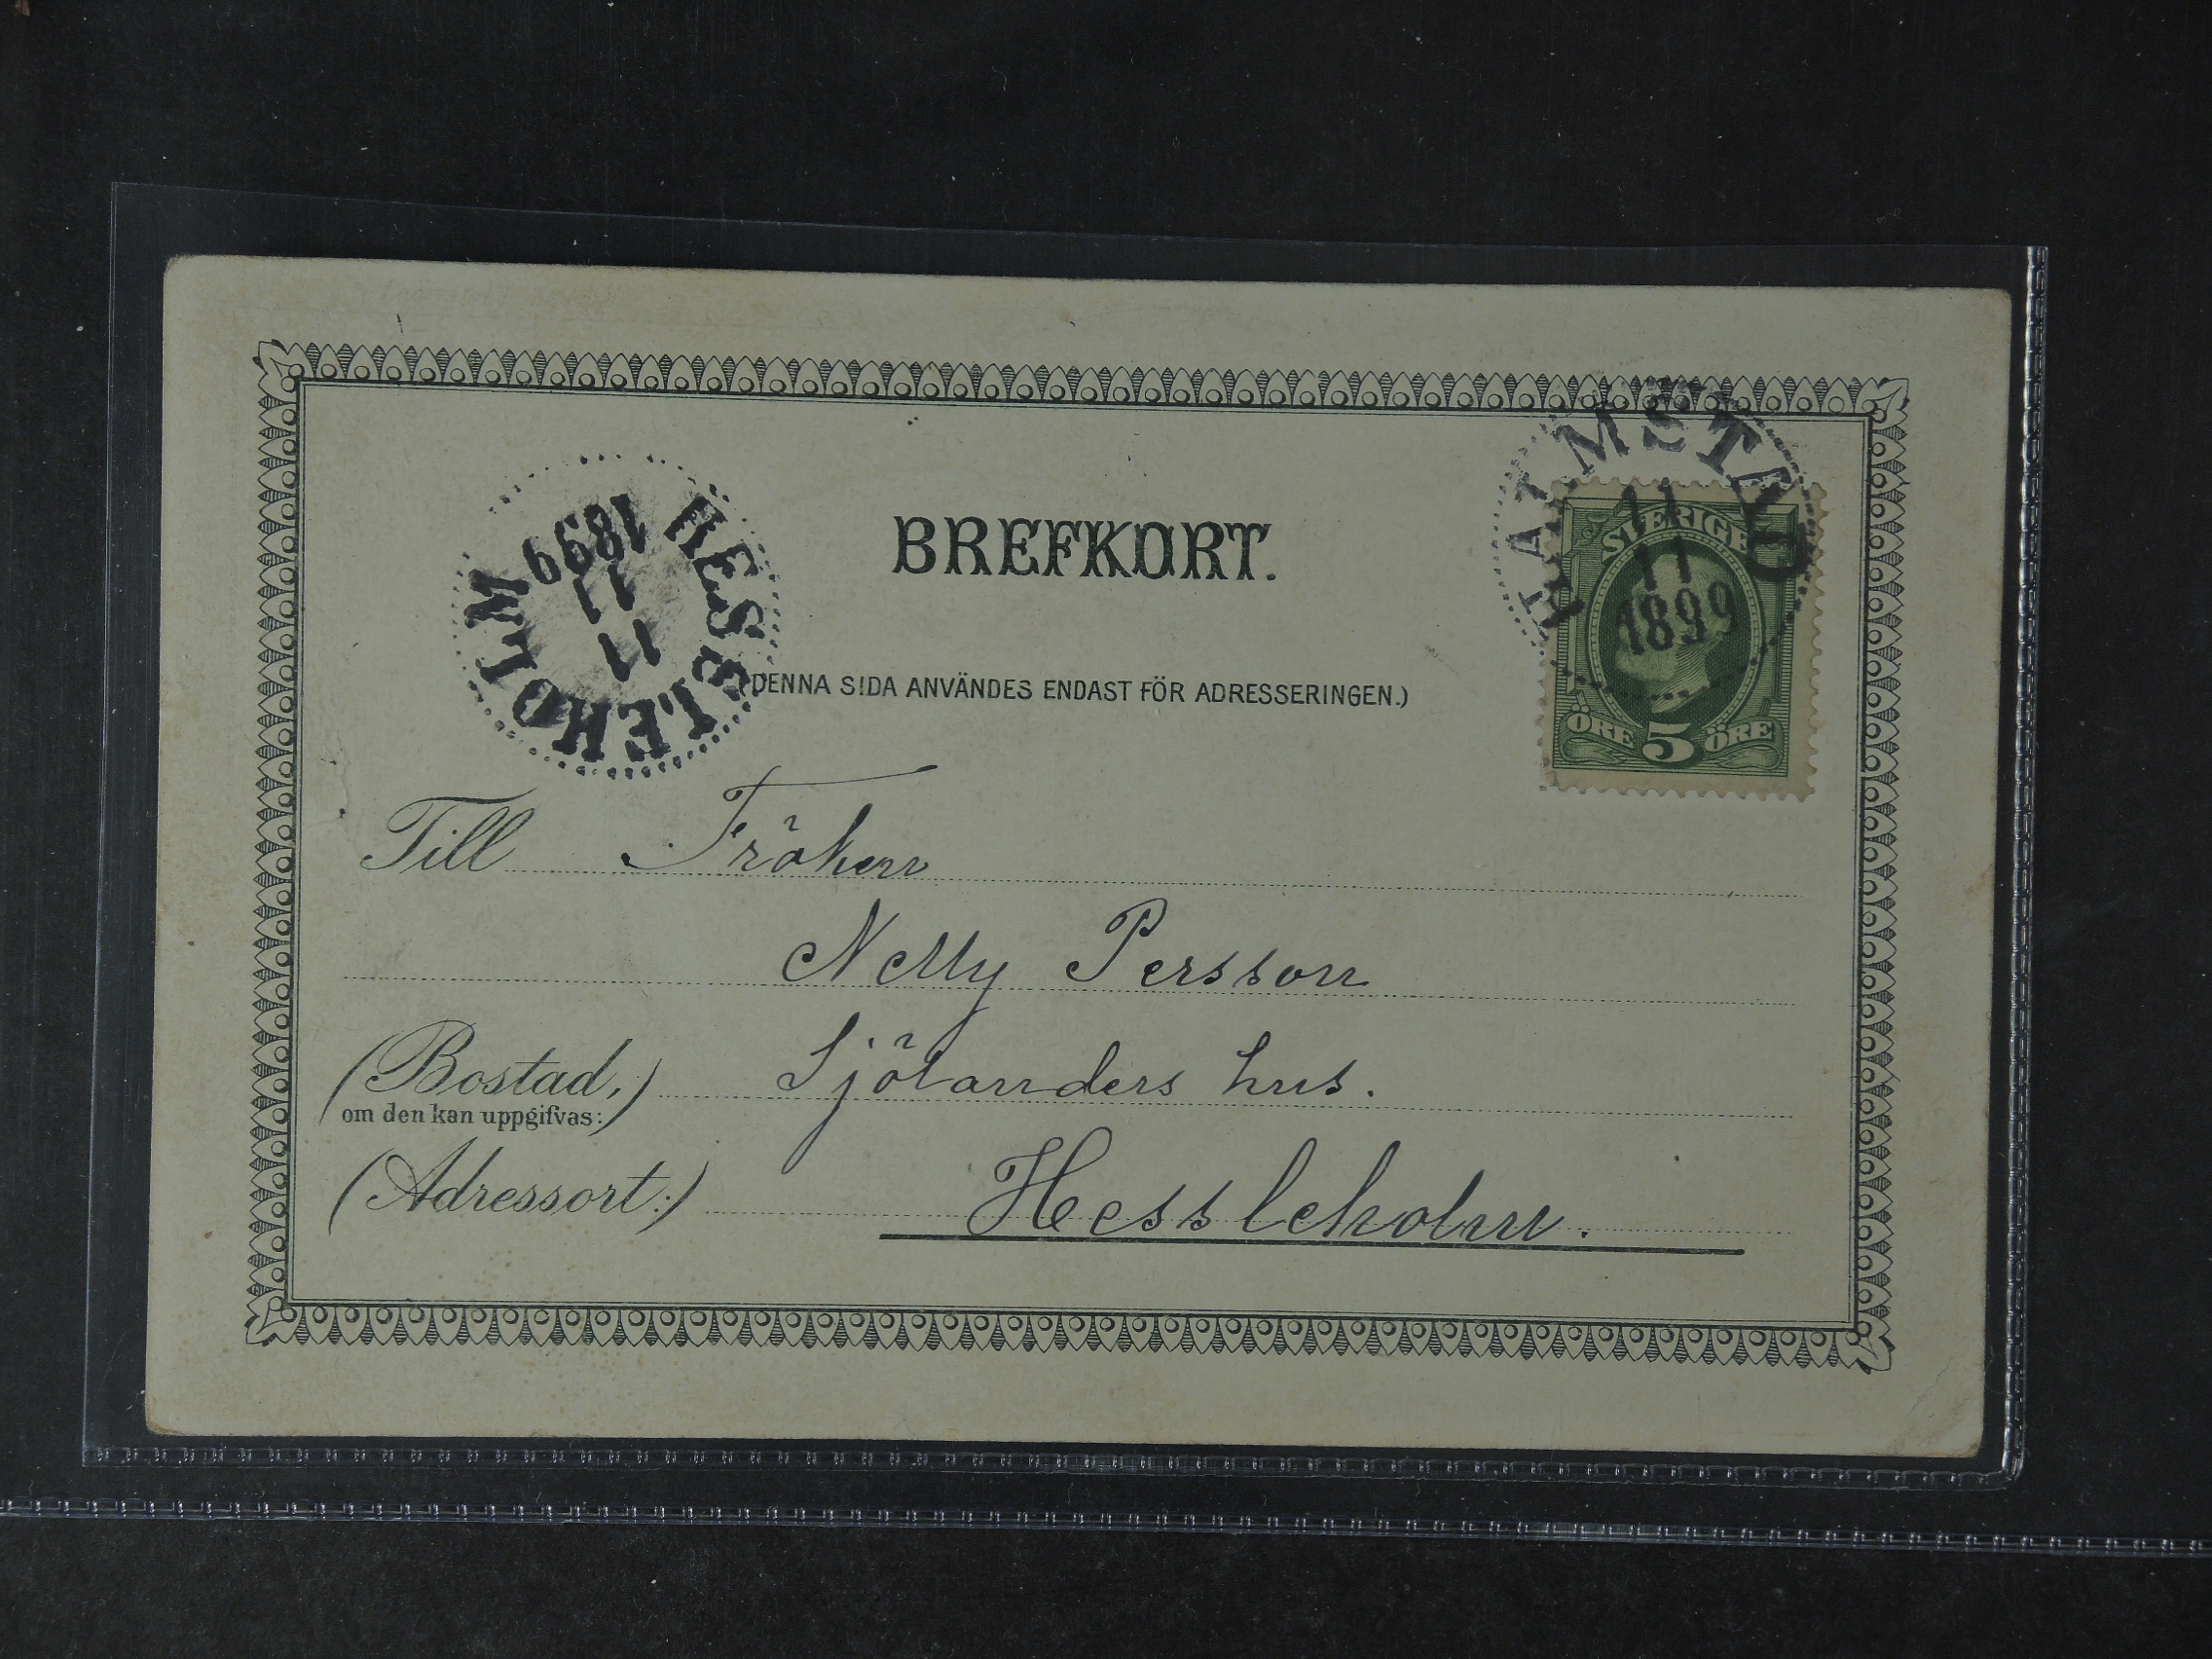 BREFKORT.
HALMSTAD
11
11
1899
SVERIGE
ÖRE 5 ÖRE
HESSLEHOLM
11
11
1899
(DENNA SIDA ANVÄNDES ENDAST FÖR ADRESSERINGEN.)
Till Fröken
Nelly Persson
(Bostad,) Sjölanders hus.
om den kan uppgifvas:
(Adressort:) Hessleholm.